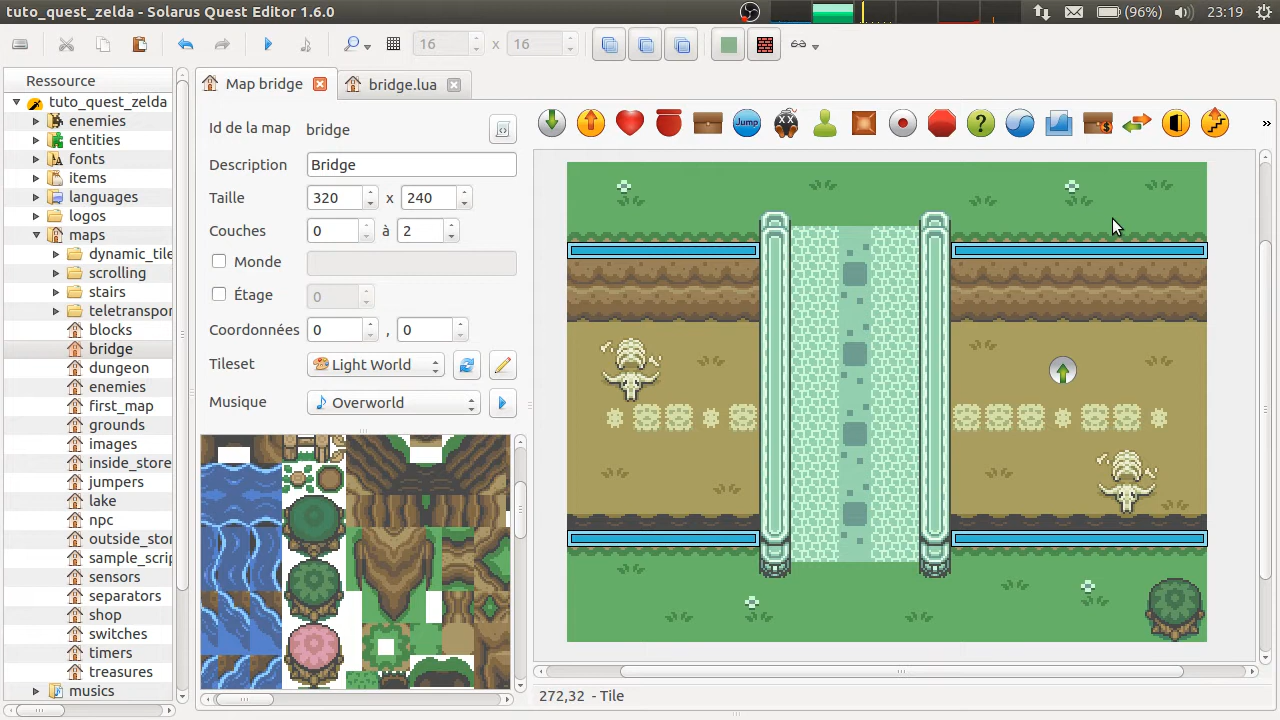 tuto_quest_zelda - Solarus Quest Editor 1.6.0
(96%)
23:19
16 x 16
Ressource
tuto_quest_zelda
enemies
entities
fonts
items
languages
logos
maps
dynamic_tile
scrolling
stairs
teletranspor
blocks
bridge
dungeon
enemies
first_map
grounds
images
inside_store
jumpers
lake
npc
outside_stor
sample_scrip
sensors
separators
shop
switches
timers
treasures
musics
Map bridge
bridge.lua
Id de la map bridge
Description Bridge
Taille 320 x 240
Couches 0 à 2
Monde
Étage 0
Coordonnées 0 , 0
Tileset Light World
Musique Overworld
Jump
?
$
»
272,32 - Tile